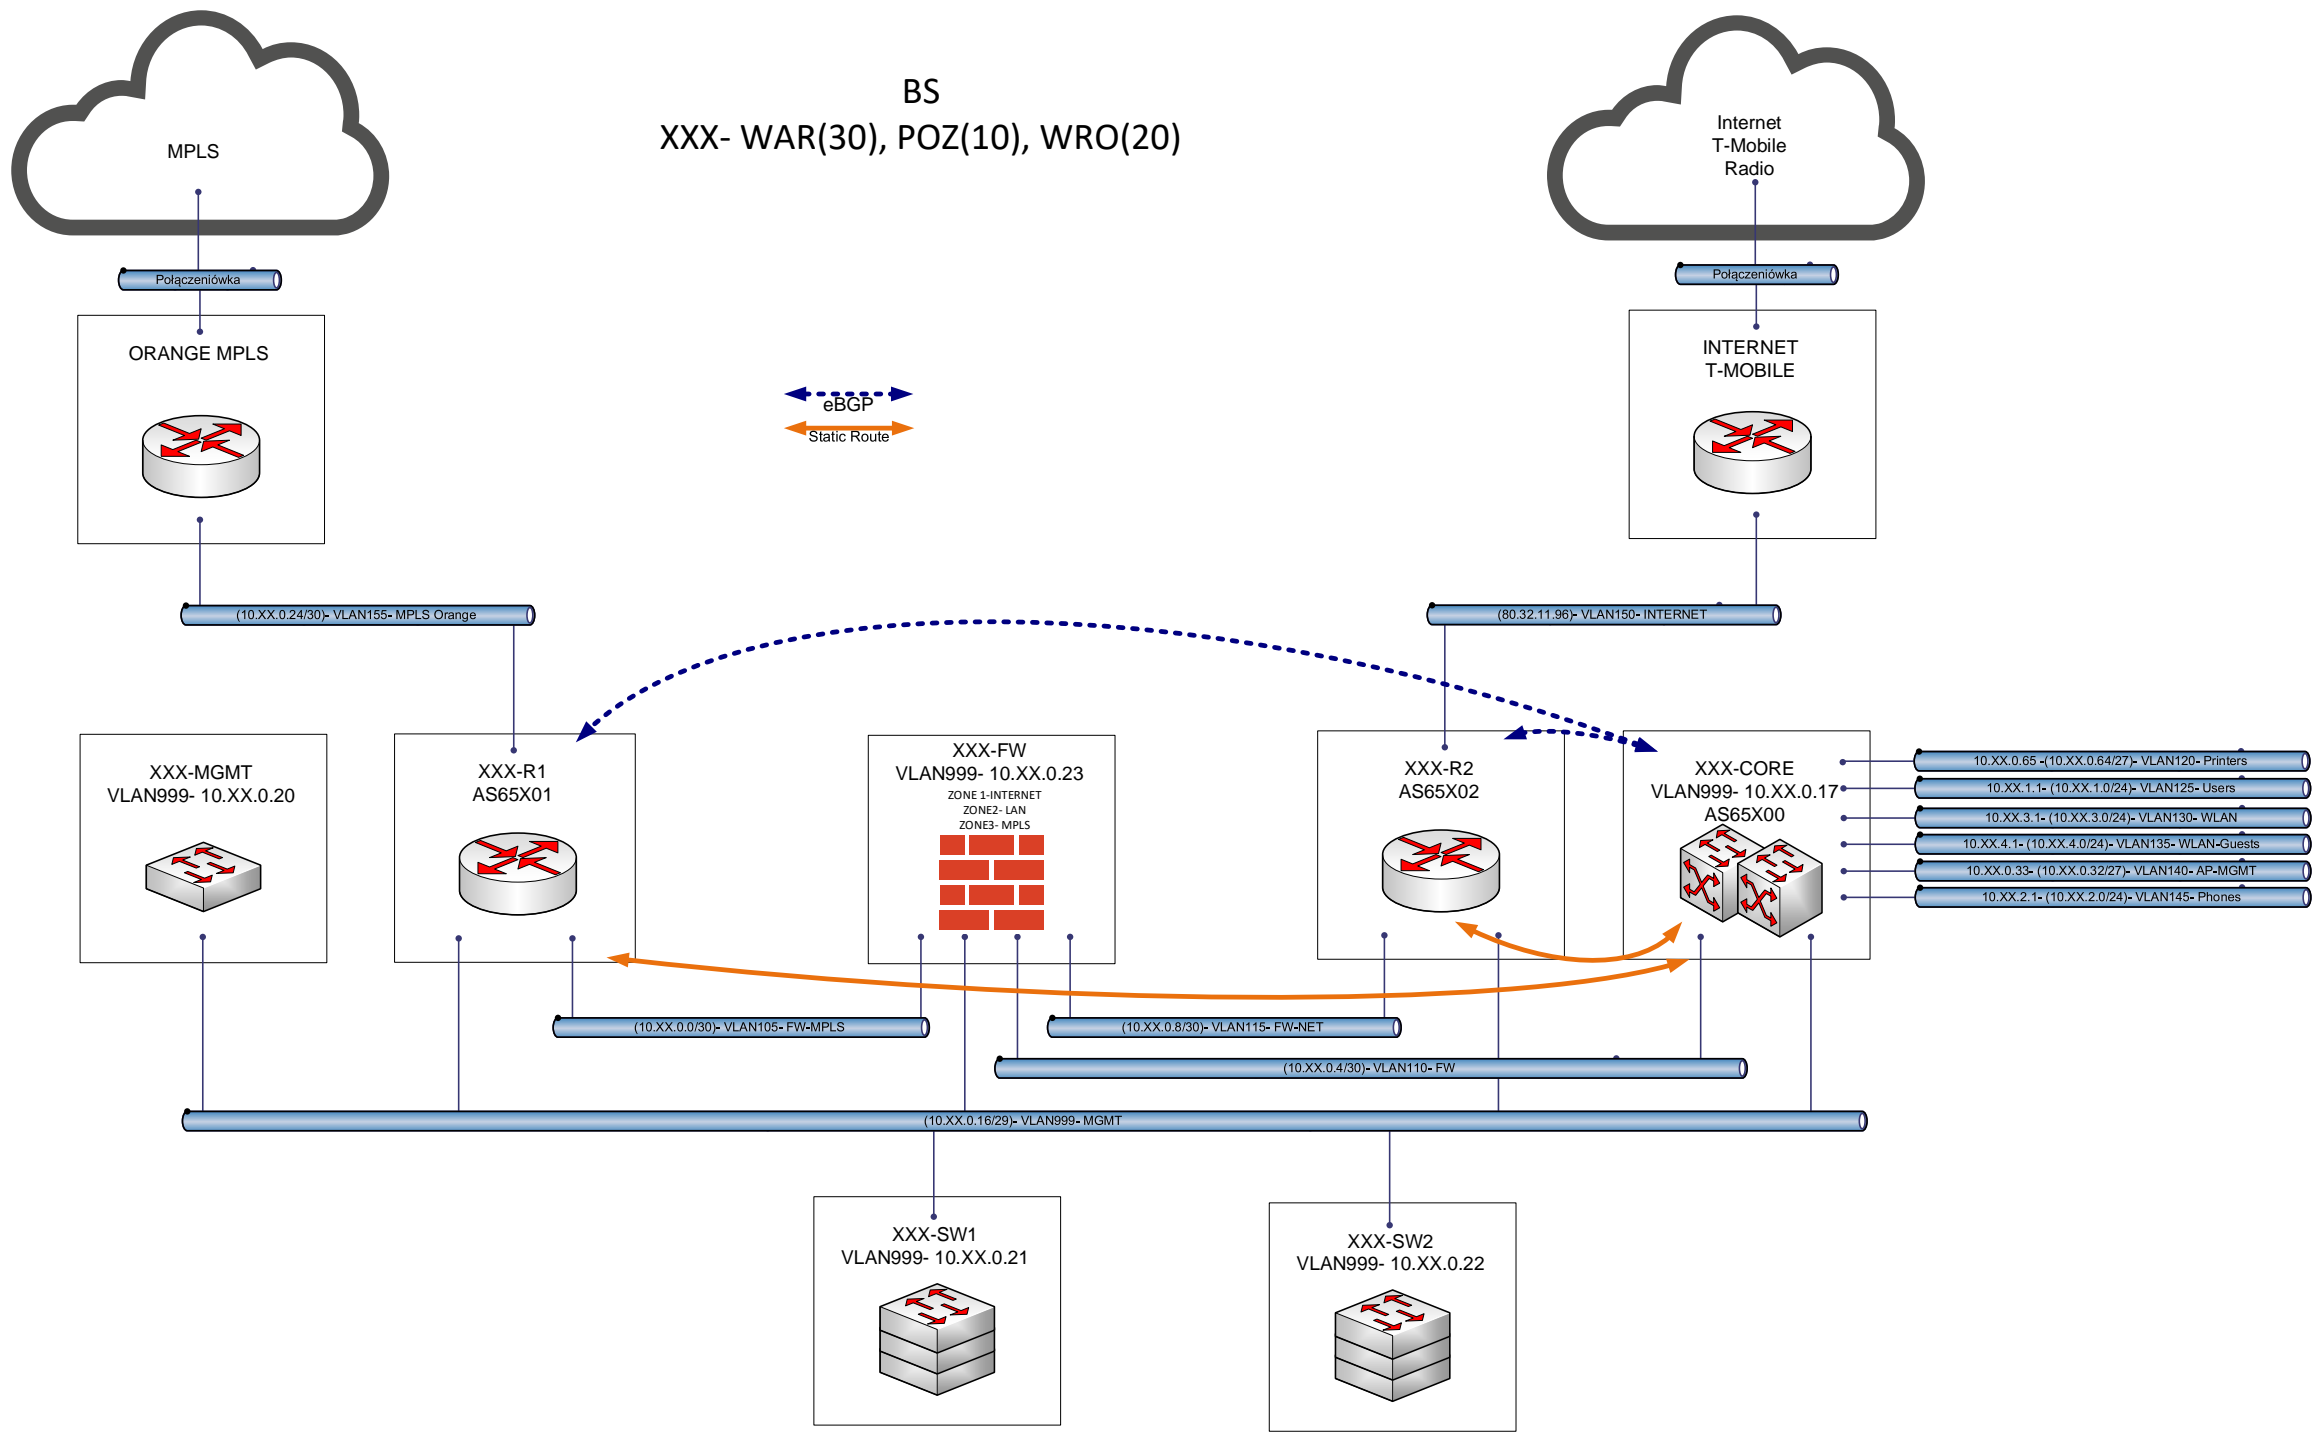 BS
XXX- WAR(30), POZ(10), WRO(20)
MPLS
Internet
T-Mobile
Radio
Połączeniówka
Połączeniówka
ORANGE MPLS
INTERNET
T-MOBILE
eBGP
Static Route
(10.XX.0.24/30)- VLAN155- MPLS Orange
(80.32.11.96)- VLAN150- INTERNET
XXX-MGMT
VLAN999- 10.XX.0.20
XXX-R1
AS65X01
XXX-FW
VLAN999- 10.XX.0.23
ZONE 1-INTERNET
ZONE2- LAN
ZONE3- MPLS
XXX-R2
AS65X02
XXX-CORE
VLAN999- 10.XX.0.17
AS65X00
10.XX.0.65 -(10.XX.0.64/27)- VLAN120- Printers
10.XX.1.1- (10.XX.1.0/24)- VLAN125- Users
10.XX.3.1- (10.XX.3.0/24)- VLAN130- WLAN
10.XX.4.1- (10.XX.4.0/24)- VLAN135- WLAN-Guests
10.XX.0.33- (10.XX.0.32/27)- VLAN140- AP-MGMT
10.XX.2.1- (10.XX.2.0/24)- VLAN145- Phones
(10.XX.0.0/30)- VLAN105- FW-MPLS
(10.XX.0.8/30)- VLAN115- FW-NET
(10.XX.0.4/30)- VLAN110- FW
(10.XX.0.16/29)- VLAN999- MGMT
XXX-SW1
VLAN999- 10.XX.0.21
XXX-SW2
VLAN999- 10.XX.0.22